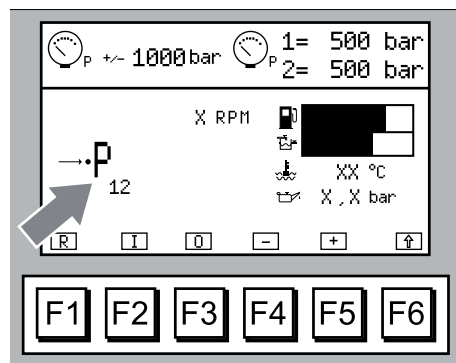 P +/- 1000 bar P 1= 500 bar
2= 500 bar
X RPM
→•P
12
XX °C
X,X bar
R I O - + ⇧
F1 F2 F3 F4 F5 F6